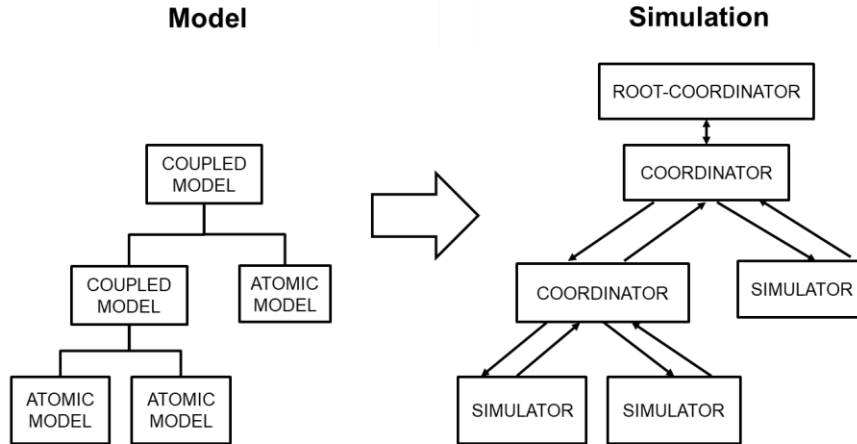 Model
Simulation
ROOT-COORDINATOR
COUPLED
MODEL
COORDINATOR
COUPLED
MODEL
ATOMIC
MODEL
COORDINATOR
SIMULATOR
ATOMIC
MODEL
ATOMIC
MODEL
SIMULATOR
SIMULATOR